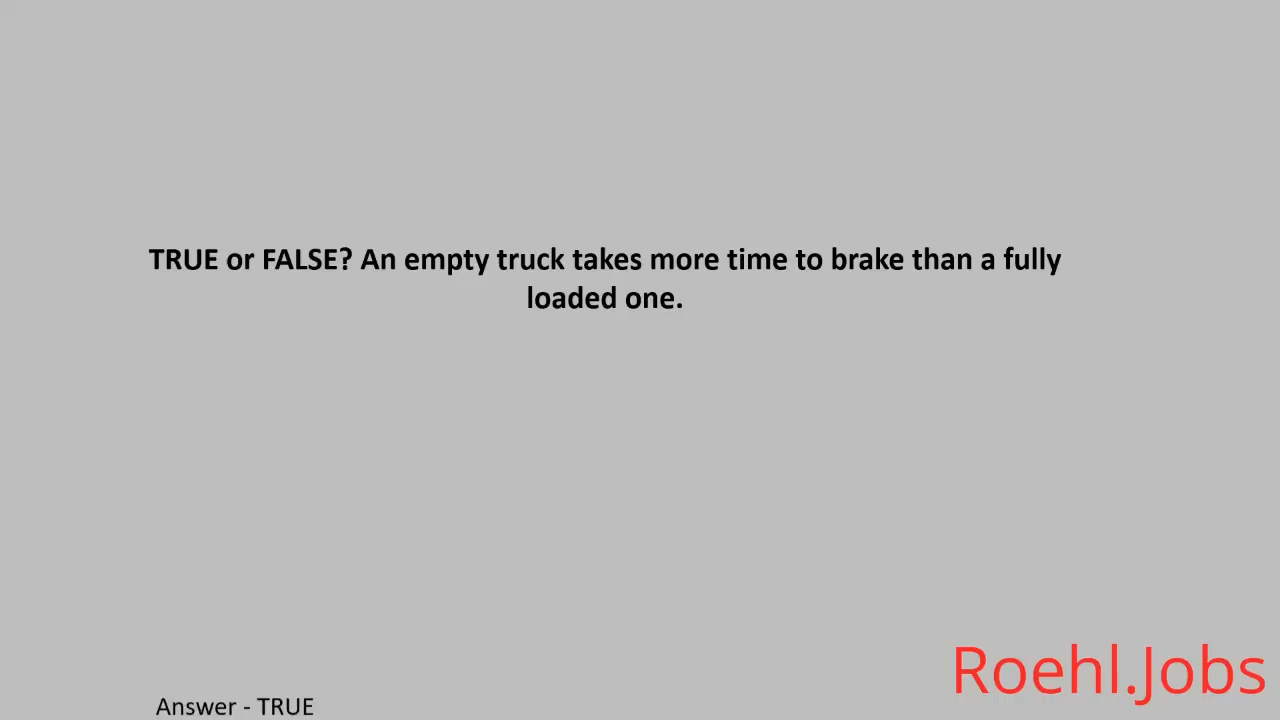 TRUE or FALSE? An empty truck takes more time to brake than a fully
loaded one.
Roehl.Jobs
Answer - TRUE